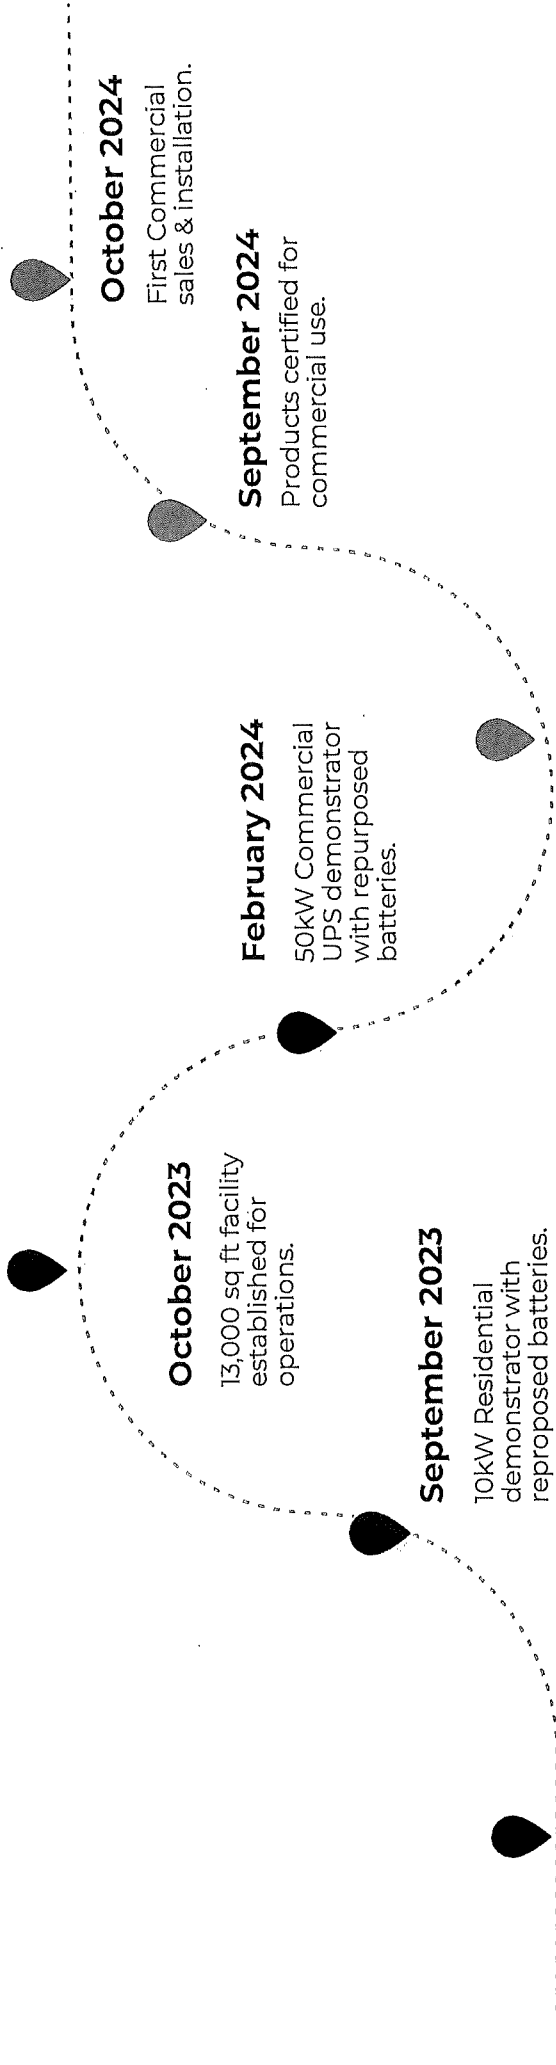 September 2023
10kW Residential
demonstrator with
reproposed batteries.
October 2023
13,000 sq ft facility
established for
operations.
February 2024
50kW Commercial
UPS demonstrator
with repurposed
batteries.
September 2024
Products certified for
commercial use.
October 2024
First Commercial
sales & installation.